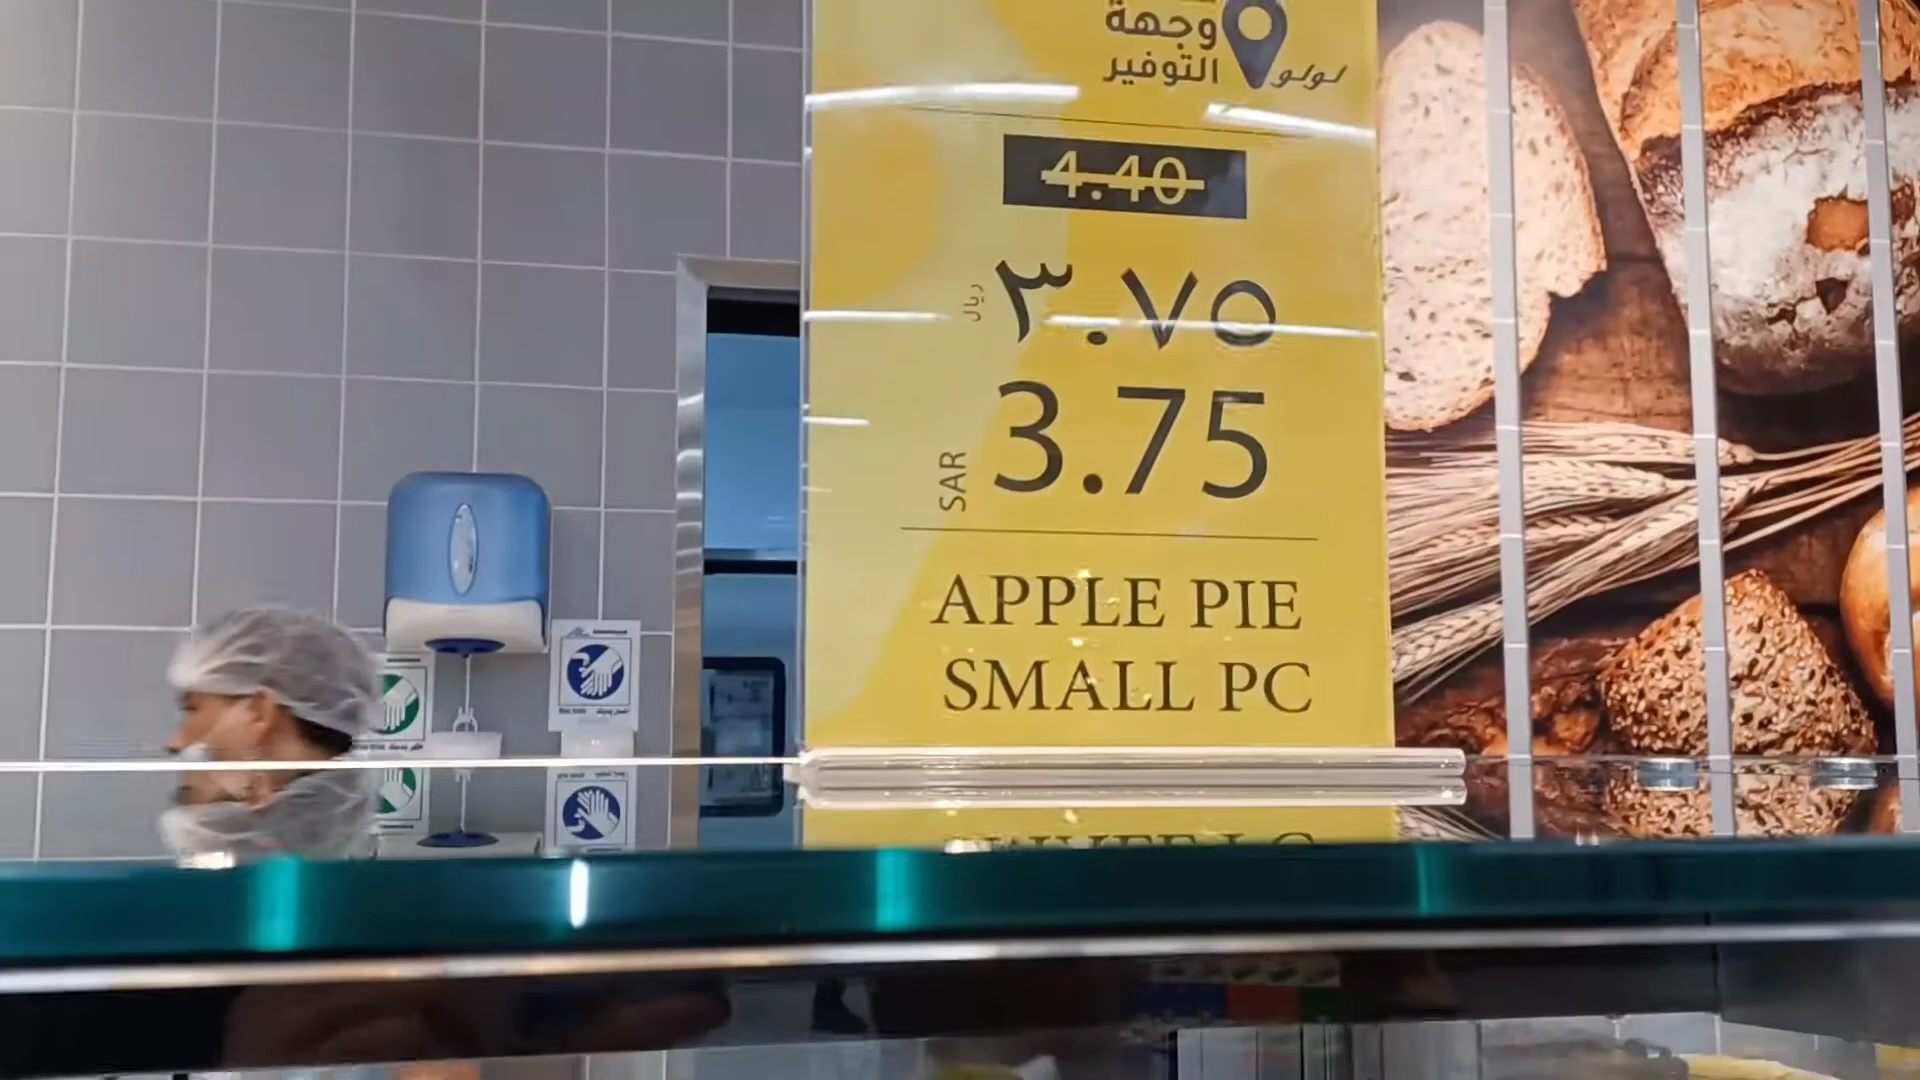 وجهة
التوفير
لولو
4.40
٣.٧٥
ريال
3.75
SAR
APPLE PIE
SMALL PC